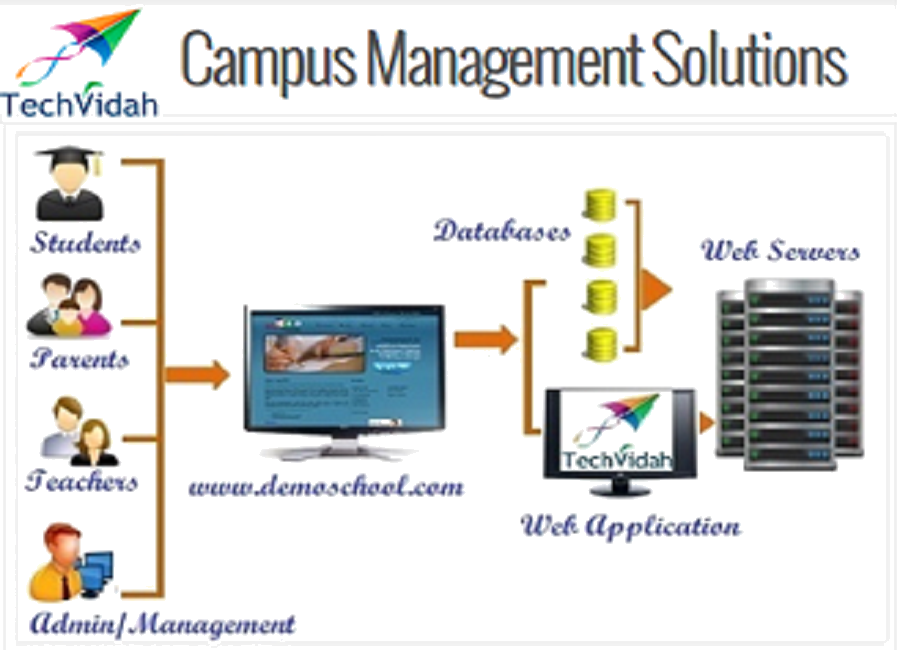 TechVidah
Campus Management Solutions
Students
Parents
Teachers
Admin/Management
www.demoschool.com
Databases
TechVidah
Web Application
Web Servers